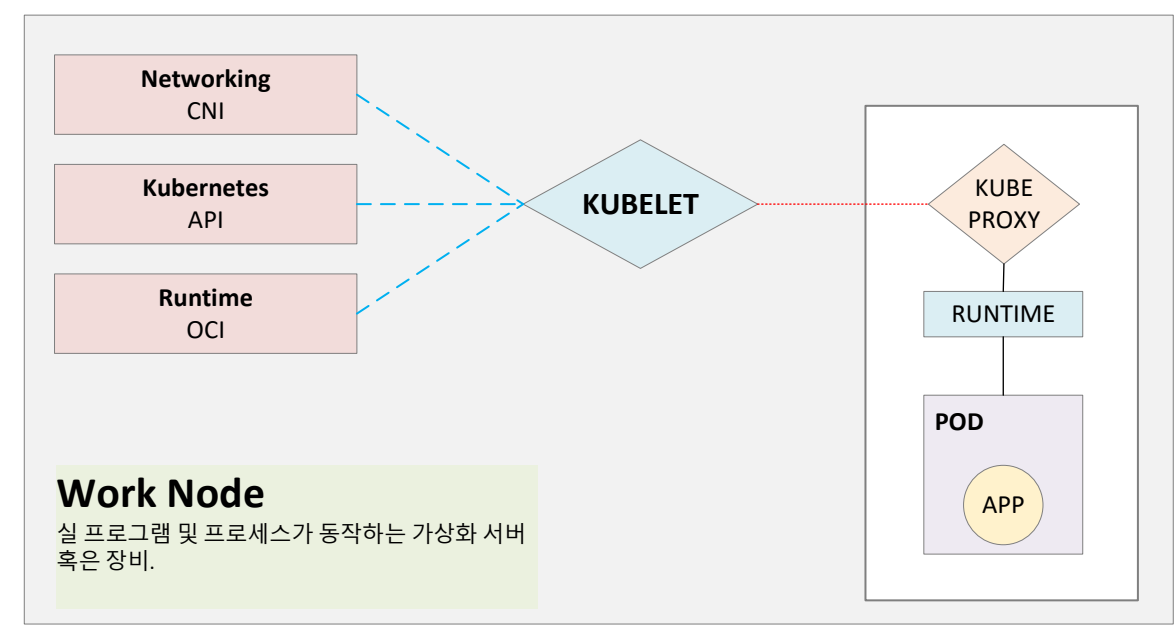 Networking
CNI
Kubernetes
API
Runtime
OCI
KUBELET
KUBE
PROXY
RUNTIME
POD
APP
Work Node
실 프로그램 및 프로세스가 동작하는 가상화 서버
혹은 장비.